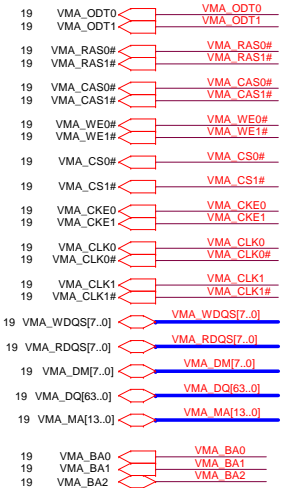 19 VMA_ODT0 VMA_ODT0
19 VMA_ODT1 VMA_ODT1
19 VMA_RAS0# VMA_RAS0#
19 VMA_RAS1# VMA_RAS1#
19 VMA_CAS0# VMA_CAS0#
19 VMA_CAS1# VMA_CAS1#
19 VMA_WE0# VMA_WE0#
19 VMA_WE1# VMA_WE1#
19 VMA_CS0# VMA_CS0#
19 VMA_CS1# VMA_CS1#
19 VMA_CKE0 VMA_CKE0
19 VMA_CKE1 VMA_CKE1
19 VMA_CLK0 VMA_CLK0
19 VMA_CLK0# VMA_CLK0#
19 VMA_CLK1 VMA_CLK1
19 VMA_CLK1# VMA_CLK1#
19 VMA_WDQS[7..0] VMA_WDQS[7..0]
19 VMA_RDQS[7..0] VMA_RDQS[7..0]
19 VMA_DM[7..0] VMA_DM[7..0]
19 VMA_DQ[63..0] VMA_DQ[63..0]
19 VMA_MA[13..0] VMA_MA[13..0]
19 VMA_BA0 VMA_BA0
19 VMA_BA1 VMA_BA1
19 VMA_BA2 VMA_BA2